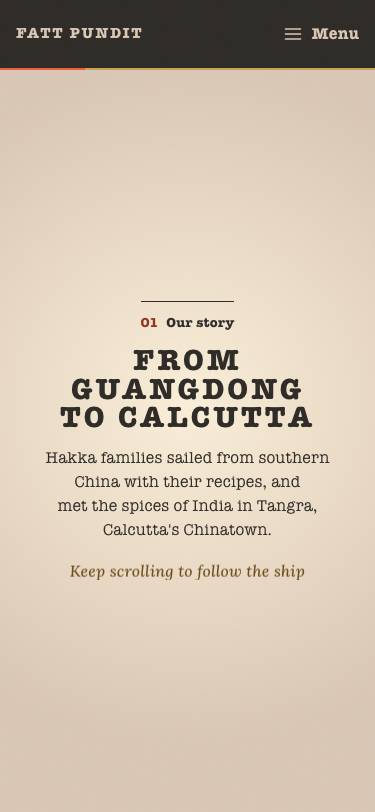 FATT PUNDIT
Menu
01 Our story
FROM
GUANGDONG
TO CALCUTTA
Hakka families sailed from southern
China with their recipes, and
met the spices of India in Tangra,
Calcutta's Chinatown.
Keep scrolling to follow the ship